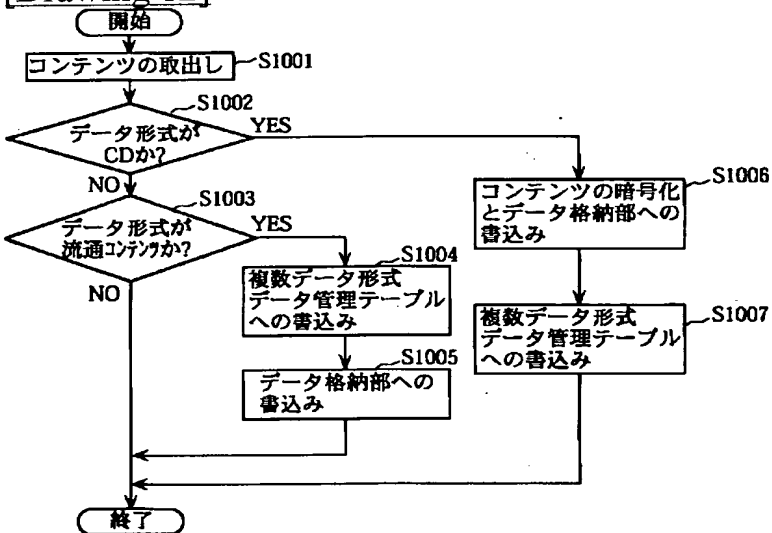 開始
コンテンツの取出し
S1001
S1002
データ形式が
CDか?
YES
NO
S1003
データ形式が
流通コンテンツか?
YES
NO
S1004
複数データ形式
データ管理テーブル
への書込み
S1005
データ格納部への
書込み
S1006
コンテンツの暗号化
とデータ格納部への
書込み
S1007
複数データ形式
データ管理テーブル
への書込み
終了